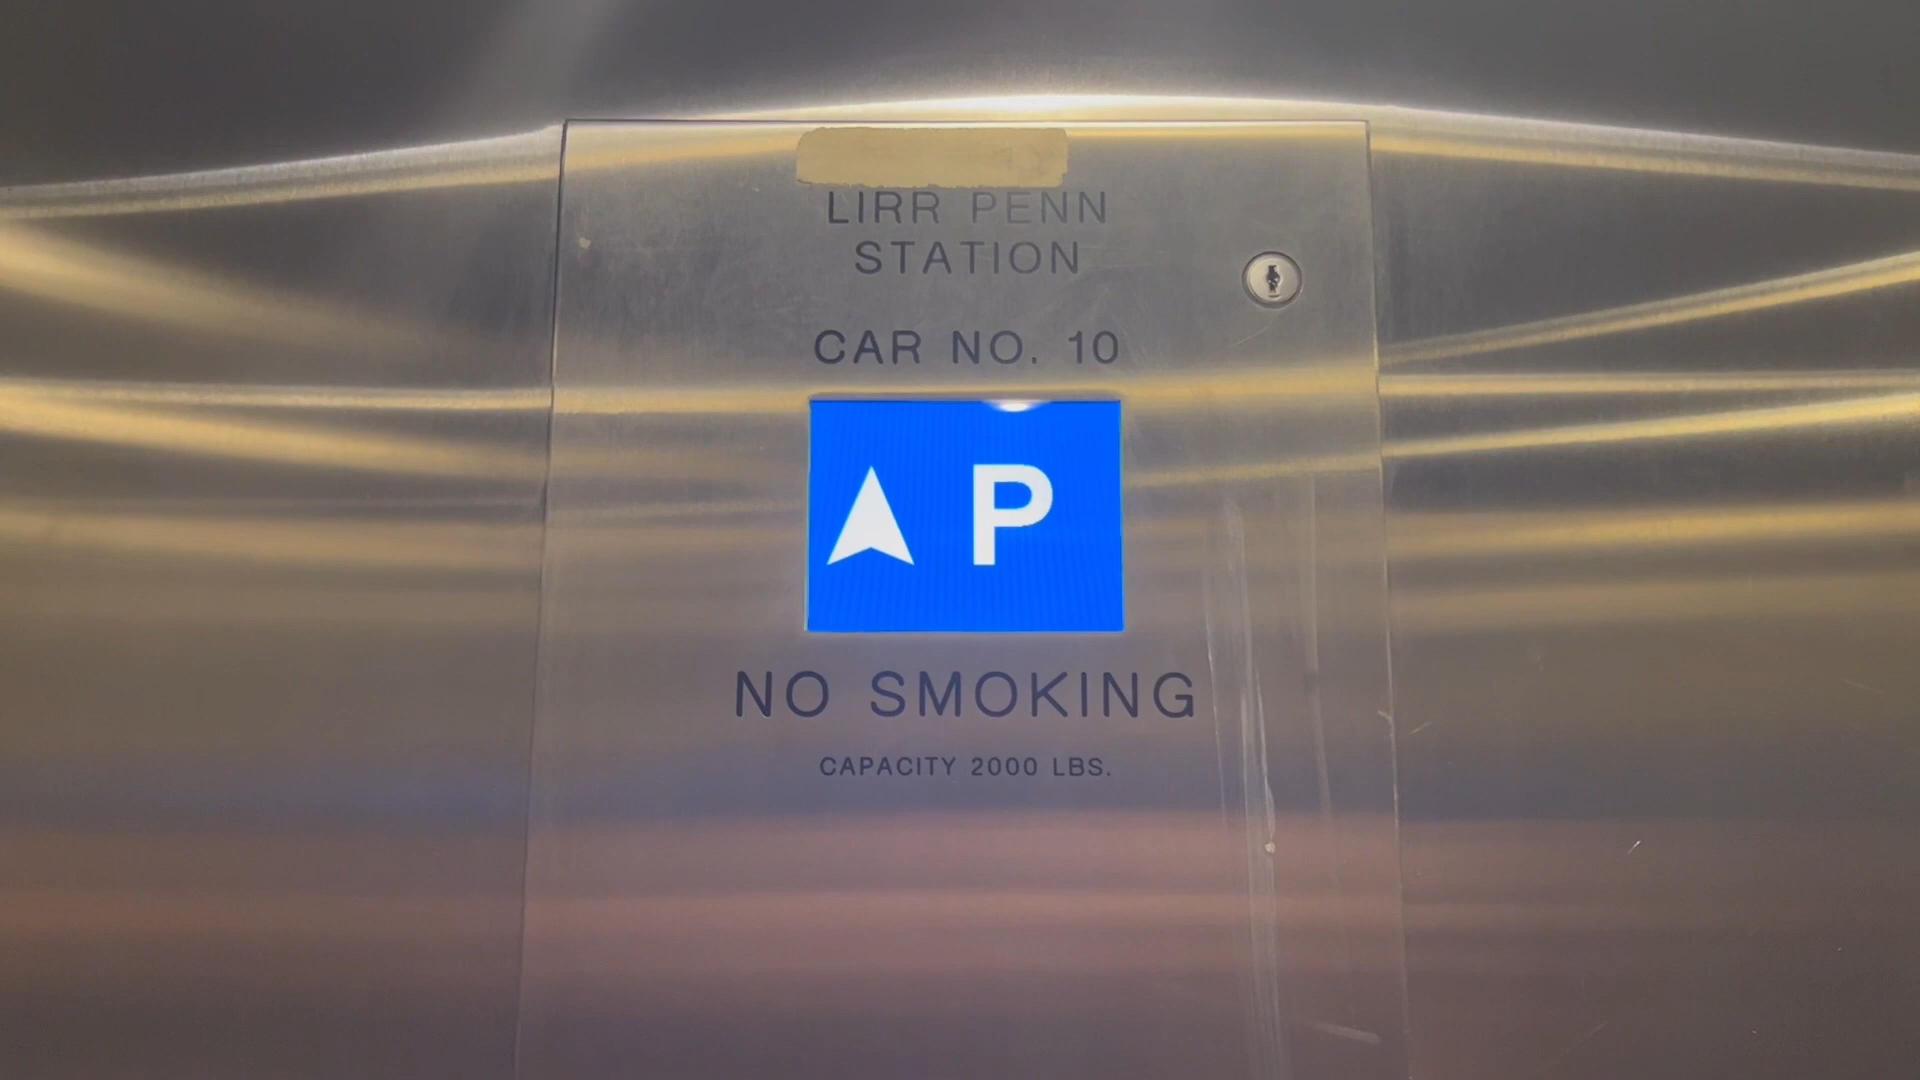 LIRR PENN
STATION
CAR NO. 10
P
NO SMOKING
CAPACITY 2000 LBS.